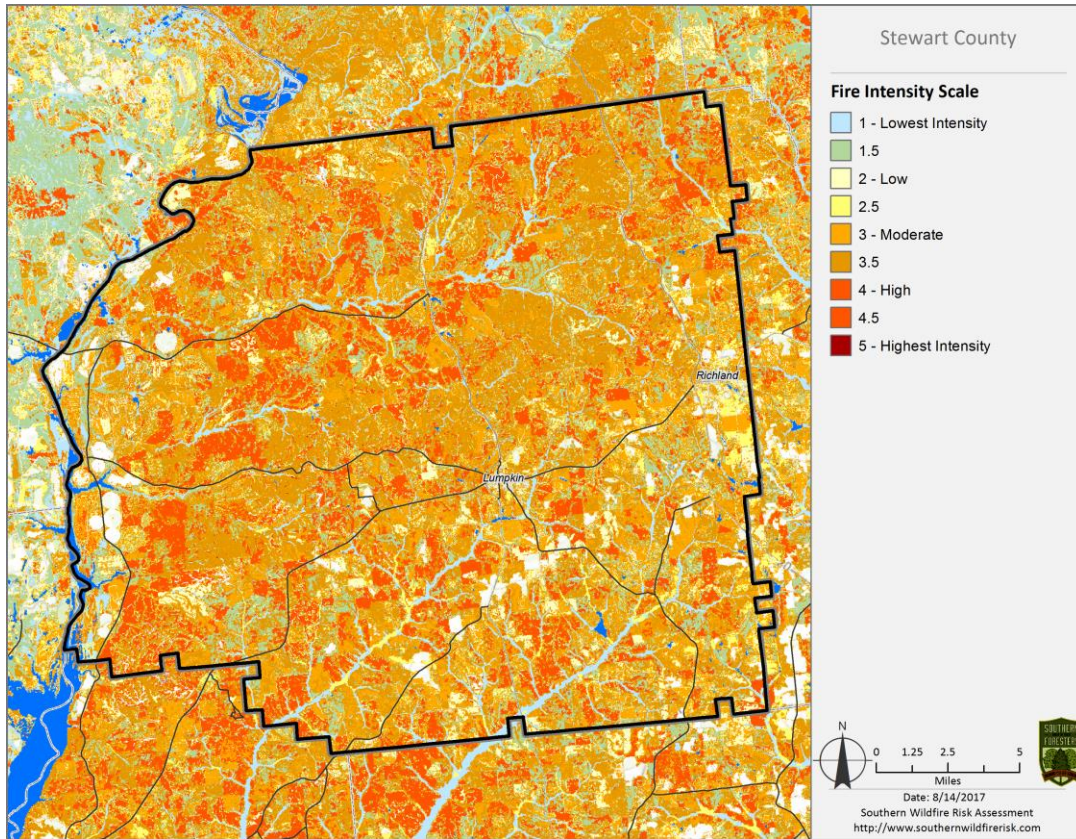 Stewart County
Fire Intensity Scale
1 - Lowest Intensity
1.5
2 - Low
2.5
3 - Moderate
3.5
4 - High
4.5
5 - Highest Intensity
Richland
Lumpkin
N
0 1.25 2.5 5
Miles
SOUTHERN
FORESTERS
Date: 8/14/2017
Southern Wildfire Risk Assessment
http://www.southernwildfirerisk.com